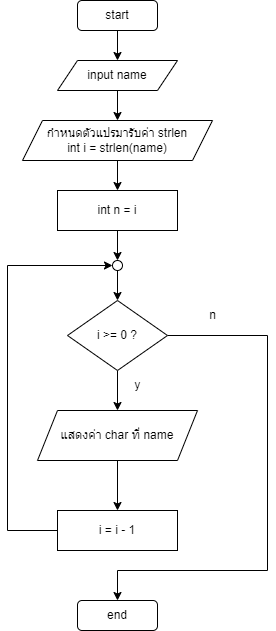 start
input name
กำหนดตัวแปรมารับค่า strlen
int i = strlen(name)
int n = i
i >= 0 ?
n
y
แสดงค่า char ที่ name
i = i - 1
end